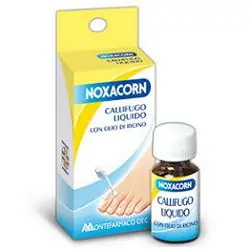 NOXACORN
CALLIFUGO
LIQUIDO
CON OLIO DI RICINO
MONTEFARMACO OTC
NOXACORN
CALLIFUGO
LIQUIDO
CON OLIO DI RICINO